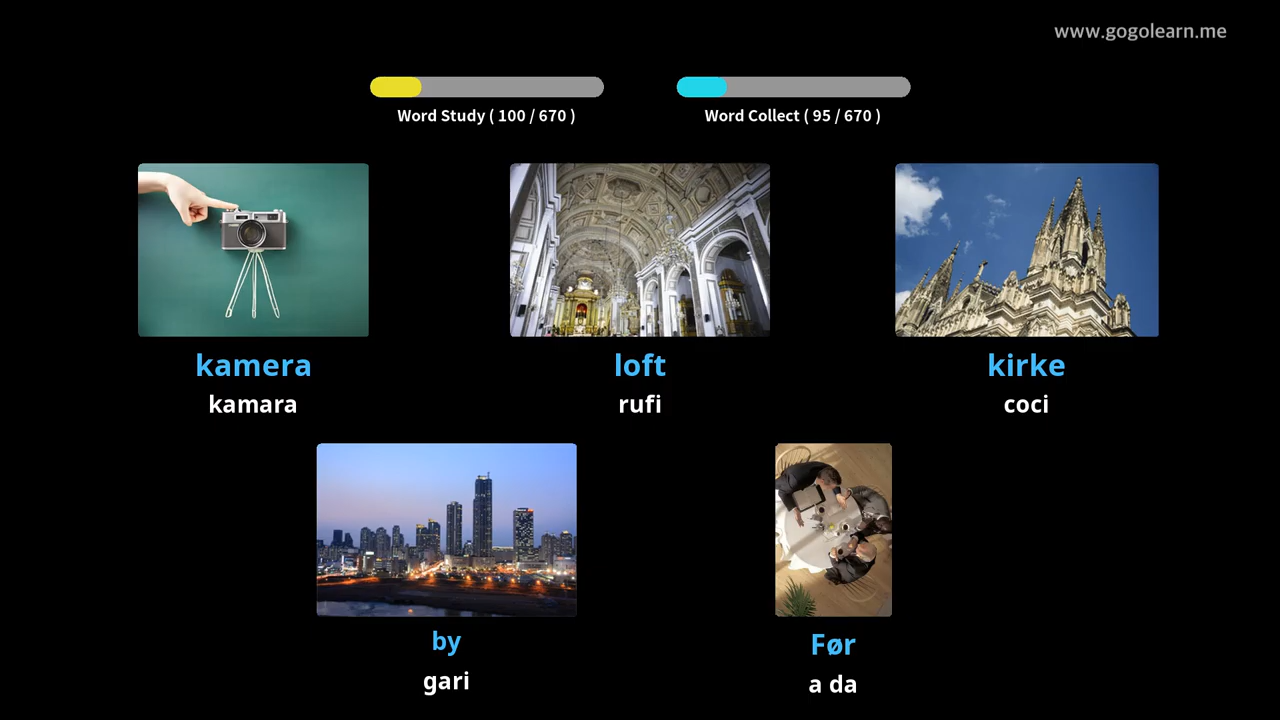 www.gogolearn.me
Word Study ( 100 / 670 )
Word Collect ( 95 / 670 )
kamera
kamara
loft
rufi
kirke
coci
by
gari
Før
a da